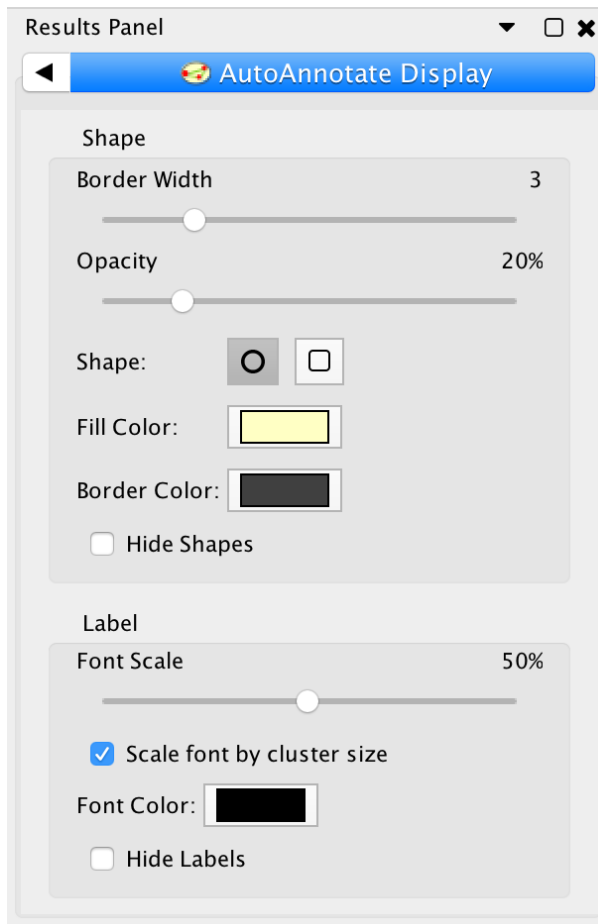 Results Panel
AutoAnnotate Display
Shape
Border Width 3
Opacity 20%
Shape:
Fill Color:
Border Color:
Hide Shapes
Label
Font Scale 50%
Scale font by cluster size
Font Color:
Hide Labels